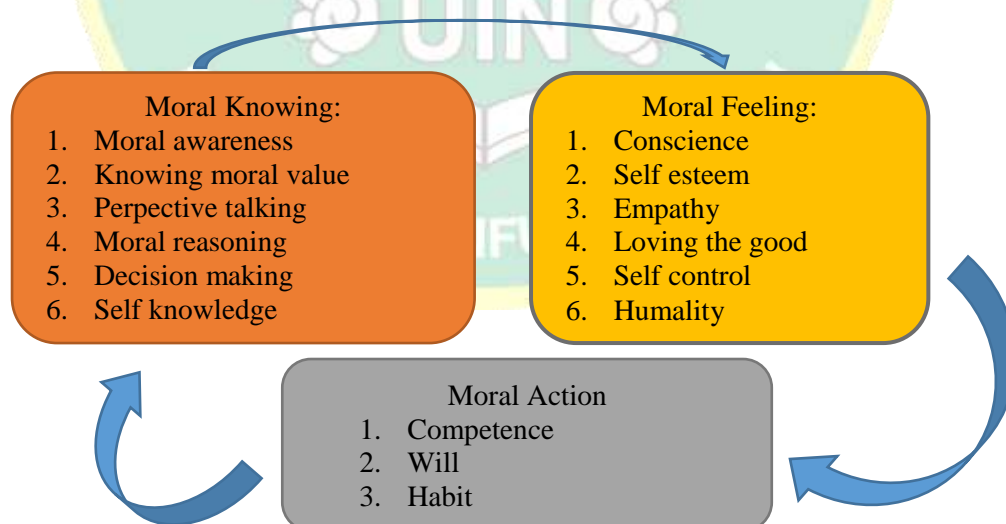 UIN
Moral Knowing:
1. Moral awareness
2. Knowing moral value
3. Perpective talking
4. Moral reasoning
5. Decision making
6. Self knowledge
Moral Feeling:
1. Conscience
2. Self esteem
3. Empathy
4. Loving the good
5. Self control
6. Humality
Moral Action
1. Competence
2. Will
3. Habit